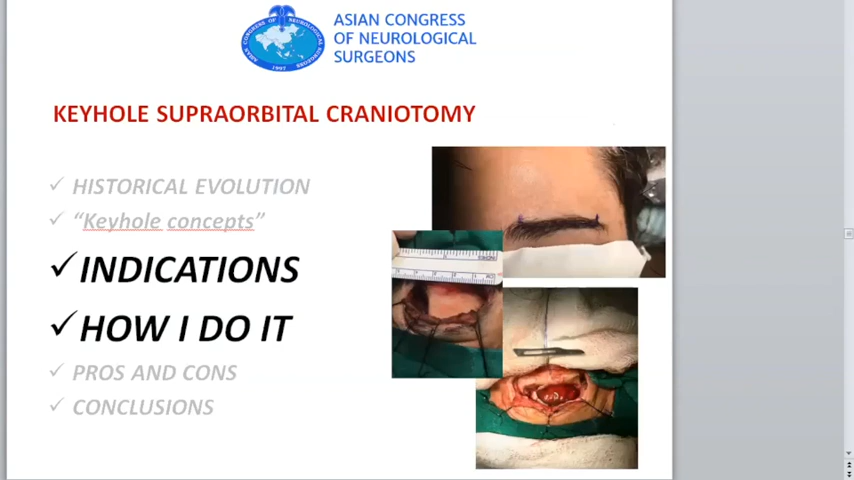 ASIAN CONGRESS
OF NEUROLOGICAL
SURGEONS
KEYHOLE SUPRAORBITAL CRANIOTOMY
✓ HISTORICAL EVOLUTION
✓ “Keyhole concepts”
✓ INDICATIONS
✓ HOW I DO IT
✓ PROS AND CONS
✓ CONCLUSIONS